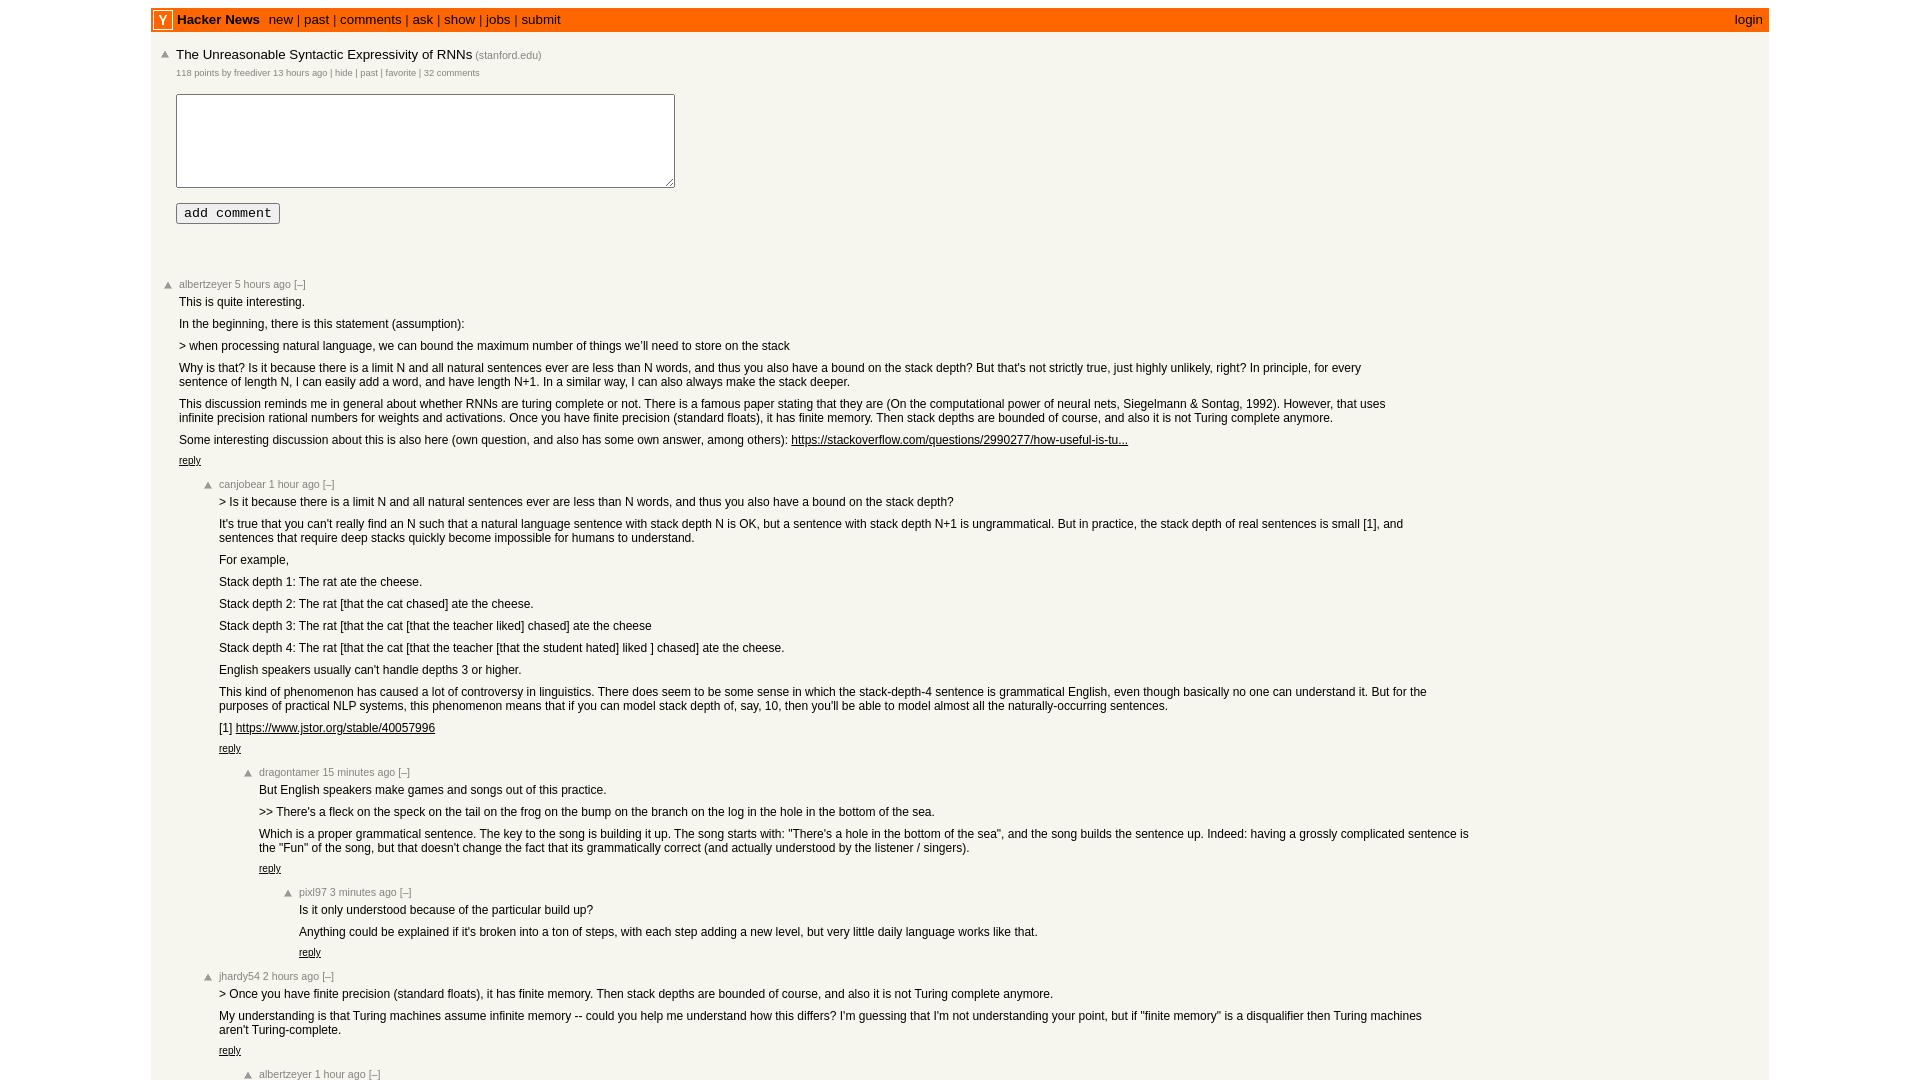 Y Hacker News new | past | comments | ask | show | jobs | submit login
The Unreasonable Syntactic Expressivity of RNNs (stanford.edu)
118 points by freediver 13 hours ago | hide | past | favorite | 32 comments
add comment
albertzeyer 5 hours ago [–]
This is quite interesting.
In the beginning, there is this statement (assumption):
> when processing natural language, we can bound the maximum number of things we’ll need to store on the stack
Why is that? Is it because there is a limit N and all natural sentences ever are less than N words, and thus you also have a bound on the stack depth? But that's not strictly true, just highly unlikely, right? In principle, for every
sentence of length N, I can easily add a word, and have length N+1. In a similar way, I can also always make the stack deeper.
This discussion reminds me in general about whether RNNs are turing complete or not. There is a famous paper stating that they are (On the computational power of neural nets, Siegelmann & Sontag, 1992). However, that uses
infinite precision rational numbers for weights and activations. Once you have finite precision (standard floats), it has finite memory. Then stack depths are bounded of course, and also it is not Turing complete anymore.
Some interesting discussion about this is also here (own question, and also has some own answer, among others): https://stackoverflow.com/questions/2990277/how-useful-is-tu...
reply
canjobear 1 hour ago [–]
> Is it because there is a limit N and all natural sentences ever are less than N words, and thus you also have a bound on the stack depth?
It's true that you can't really find an N such that a natural language sentence with stack depth N is OK, but a sentence with stack depth N+1 is ungrammatical. But in practice, the stack depth of real sentences is small [1], and
sentences that require deep stacks quickly become impossible for humans to understand.
For example,
Stack depth 1: The rat ate the cheese.
Stack depth 2: The rat [that the cat chased] ate the cheese.
Stack depth 3: The rat [that the cat [that the teacher liked] chased] ate the cheese
Stack depth 4: The rat [that the cat [that the teacher [that the student hated] liked ] chased] ate the cheese.
English speakers usually can't handle depths 3 or higher.
This kind of phenomenon has caused a lot of controversy in linguistics. There does seem to be some sense in which the stack-depth-4 sentence is grammatical English, even though basically no one can understand it. But for the
purposes of practical NLP systems, this phenomenon means that if you can model stack depth of, say, 10, then you'll be able to model almost all the naturally-occurring sentences.
[1] https://www.jstor.org/stable/40057996
reply
dragontamer 15 minutes ago [–]
But English speakers make games and songs out of this practice.
>> There's a fleck on the speck on the tail on the frog on the bump on the branch on the log in the hole in the bottom of the sea.
Which is a proper grammatical sentence. The key to the song is building it up. The song starts with: "There's a hole in the bottom of the sea", and the song builds the sentence up. Indeed: having a grossly complicated sentence is
the "Fun" of the song, but that doesn't change the fact that its grammatically correct (and actually understood by the listener / singers).
reply
pixl97 3 minutes ago [–]
Is it only understood because of the particular build up?
Anything could be explained if it's broken into a ton of steps, with each step adding a new level, but very little daily language works like that.
reply
jhardy54 2 hours ago [–]
> Once you have finite precision (standard floats), it has finite memory. Then stack depths are bounded of course, and also it is not Turing complete anymore.
My understanding is that Turing machines assume infinite memory -- could you help me understand how this differs? I'm guessing that I'm not understanding your point, but if "finite memory" is a disqualifier then Turing machines
aren't Turing-complete.
reply
albertzeyer 1 hour ago [–]